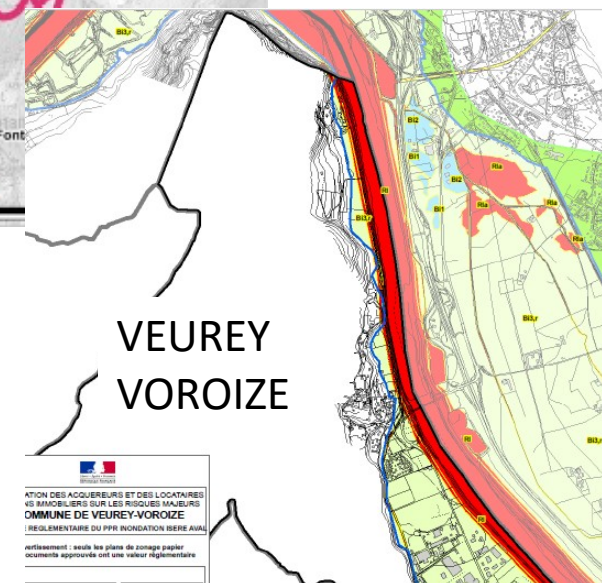 Bi3,r
Font
Bi2
Bi1
Bi2
RIa
RI
RIa
RIa
Bi1
RIa
Bi3,r
Bi3,r
VEUREY
VOROIZE
RI
Bi3,r
RI
ATION DES ACQUEREURS ET DES LOCATAIRES
NS IMMOBILIERS SUR LES RISQUES MAJEURS
OMMUNE DE VEUREY-VOROIZE
E REGLEMENTAIRE DU PPR INONDATION ISERE AVAL
vertissement : seuls les plans de zonage papier
ocuments approuvés ont une valeur réglementaire